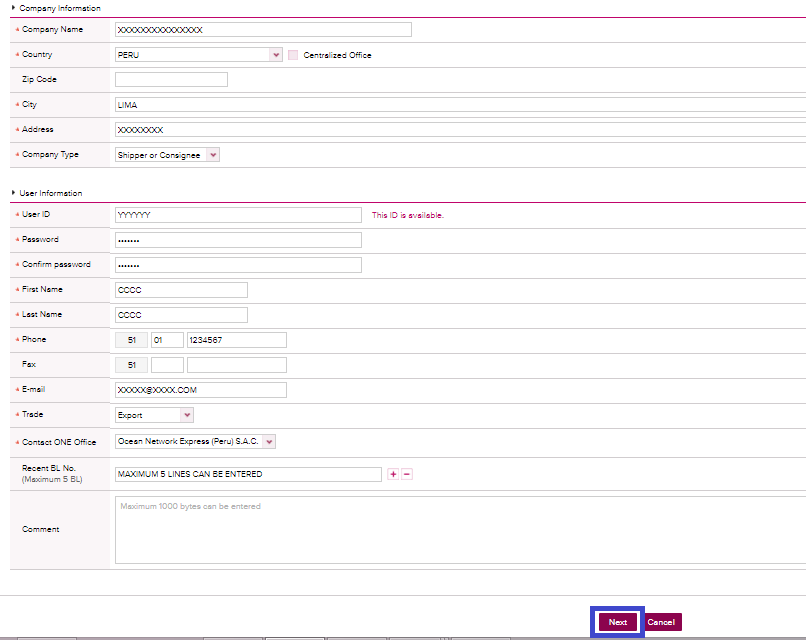 Company Information
* Company Name XXXXXXXXXXXXXXX
* Country PERU Centralized Office
Zip Code
* City LIMA
* Address XXXXXXXX
* Company Type Shipper or Consignee
User Information
* User ID YYYYYY This ID is available.
* Password •••••••
* Confirm password •••••••
* First Name CCCC
* Last Name CCCC
* Phone 51 01 1234567
Fax 51
* E-mail XXXXX@XXXX.COM
* Trade Export
* Contact ONE Office Ocean Network Express (Peru) S.A.C.
Recent BL No.
(Maximum 5 BL) MAXIMUM 5 LINES CAN BE ENTERED + −
Maximum 1000 bytes can be entered
Comment
Next Cancel